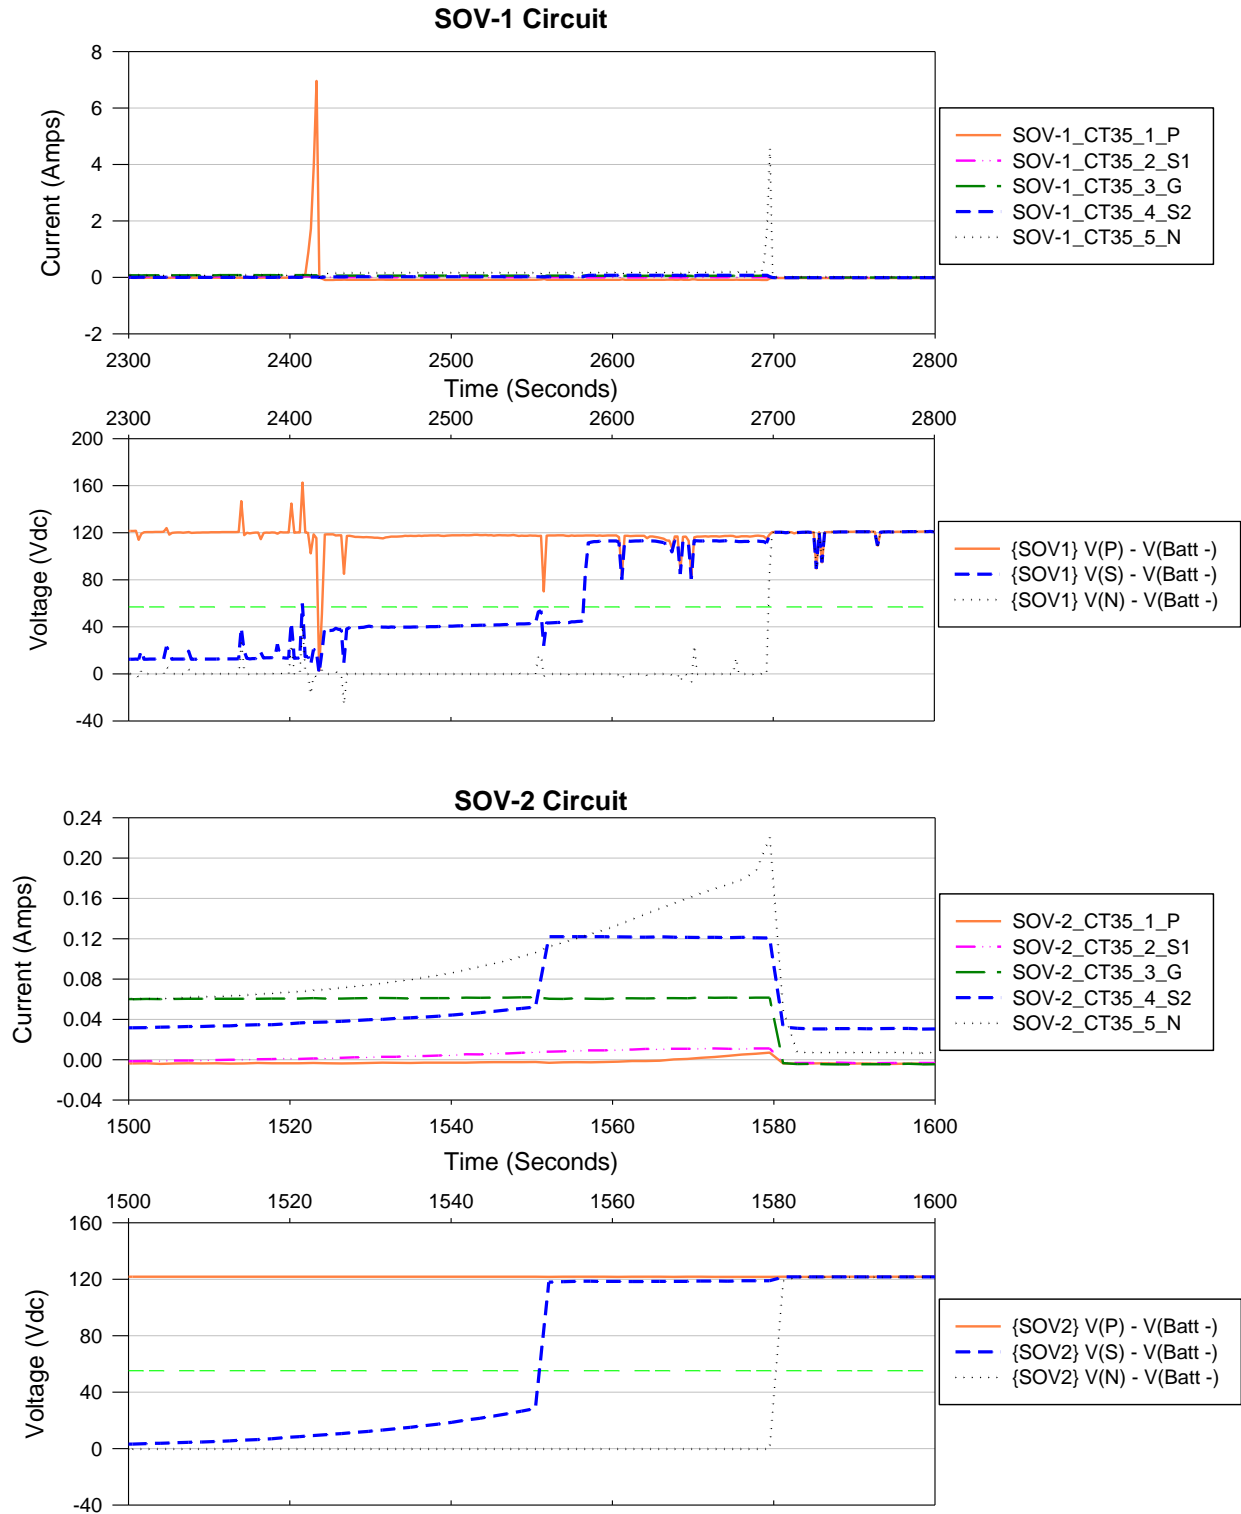 SOV-1 Circuit
8
6
4
2
0
-2
Current (Amps)
2300 2400 2500 2600 2700 2800
Time (Seconds)
SOV-1_CT35_1_P
SOV-1_CT35_2_S1
SOV-1_CT35_3_G
SOV-1_CT35_4_S2
SOV-1_CT35_5_N
2300 2400 2500 2600 2700 2800
200
160
120
80
40
0
-40
Voltage (Vdc)
{SOV1} V(P) - V(Batt -)
{SOV1} V(S) - V(Batt -)
{SOV1} V(N) - V(Batt -)
SOV-2 Circuit
0.24
0.20
0.16
0.12
0.08
0.04
0.00
-0.04
Current (Amps)
1500 1520 1540 1560 1580 1600
Time (Seconds)
SOV-2_CT35_1_P
SOV-2_CT35_2_S1
SOV-2_CT35_3_G
SOV-2_CT35_4_S2
SOV-2_CT35_5_N
1500 1520 1540 1560 1580 1600
160
120
80
40
0
-40
Voltage (Vdc)
{SOV2} V(P) - V(Batt -)
{SOV2} V(S) - V(Batt -)
{SOV2} V(N) - V(Batt -)